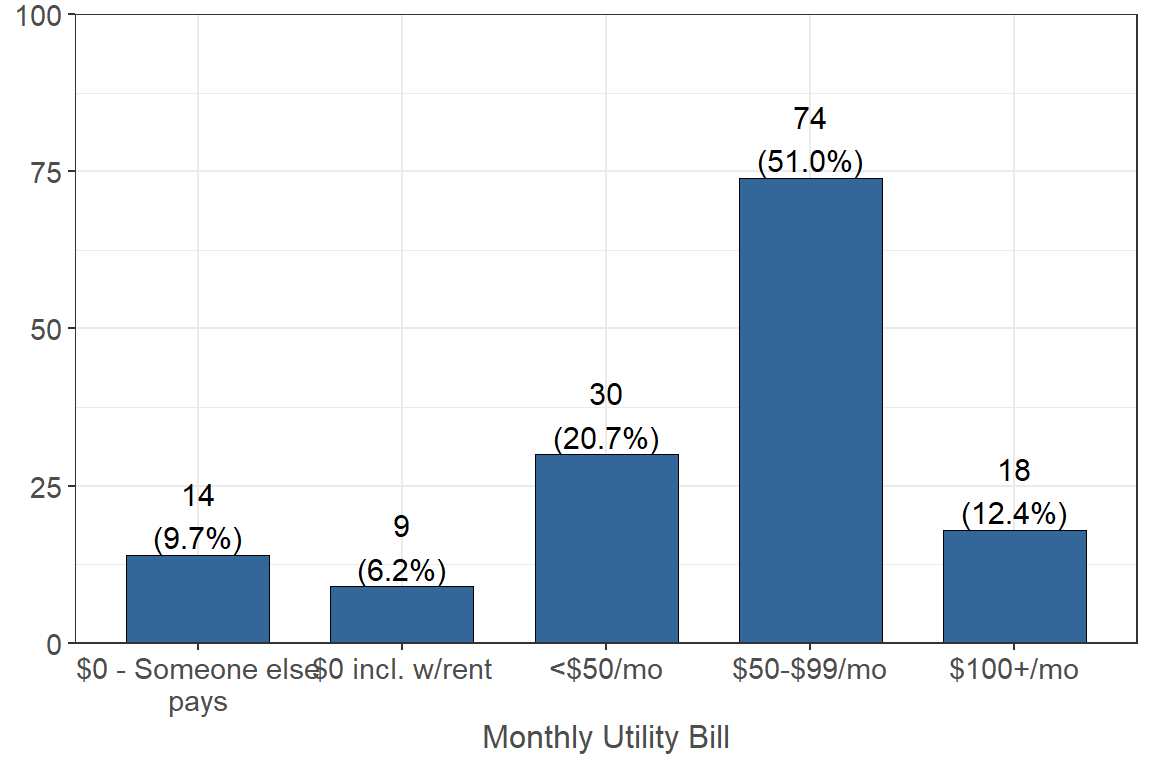 100
75
50
25
0
14
(9.7%)
9
(6.2%)
30
(20.7%)
74
(51.0%)
18
(12.4%)
$0 - Someone else
pays
$0 incl. w/rent
<$50/mo
$50-$99/mo
$100+/mo
Monthly Utility Bill